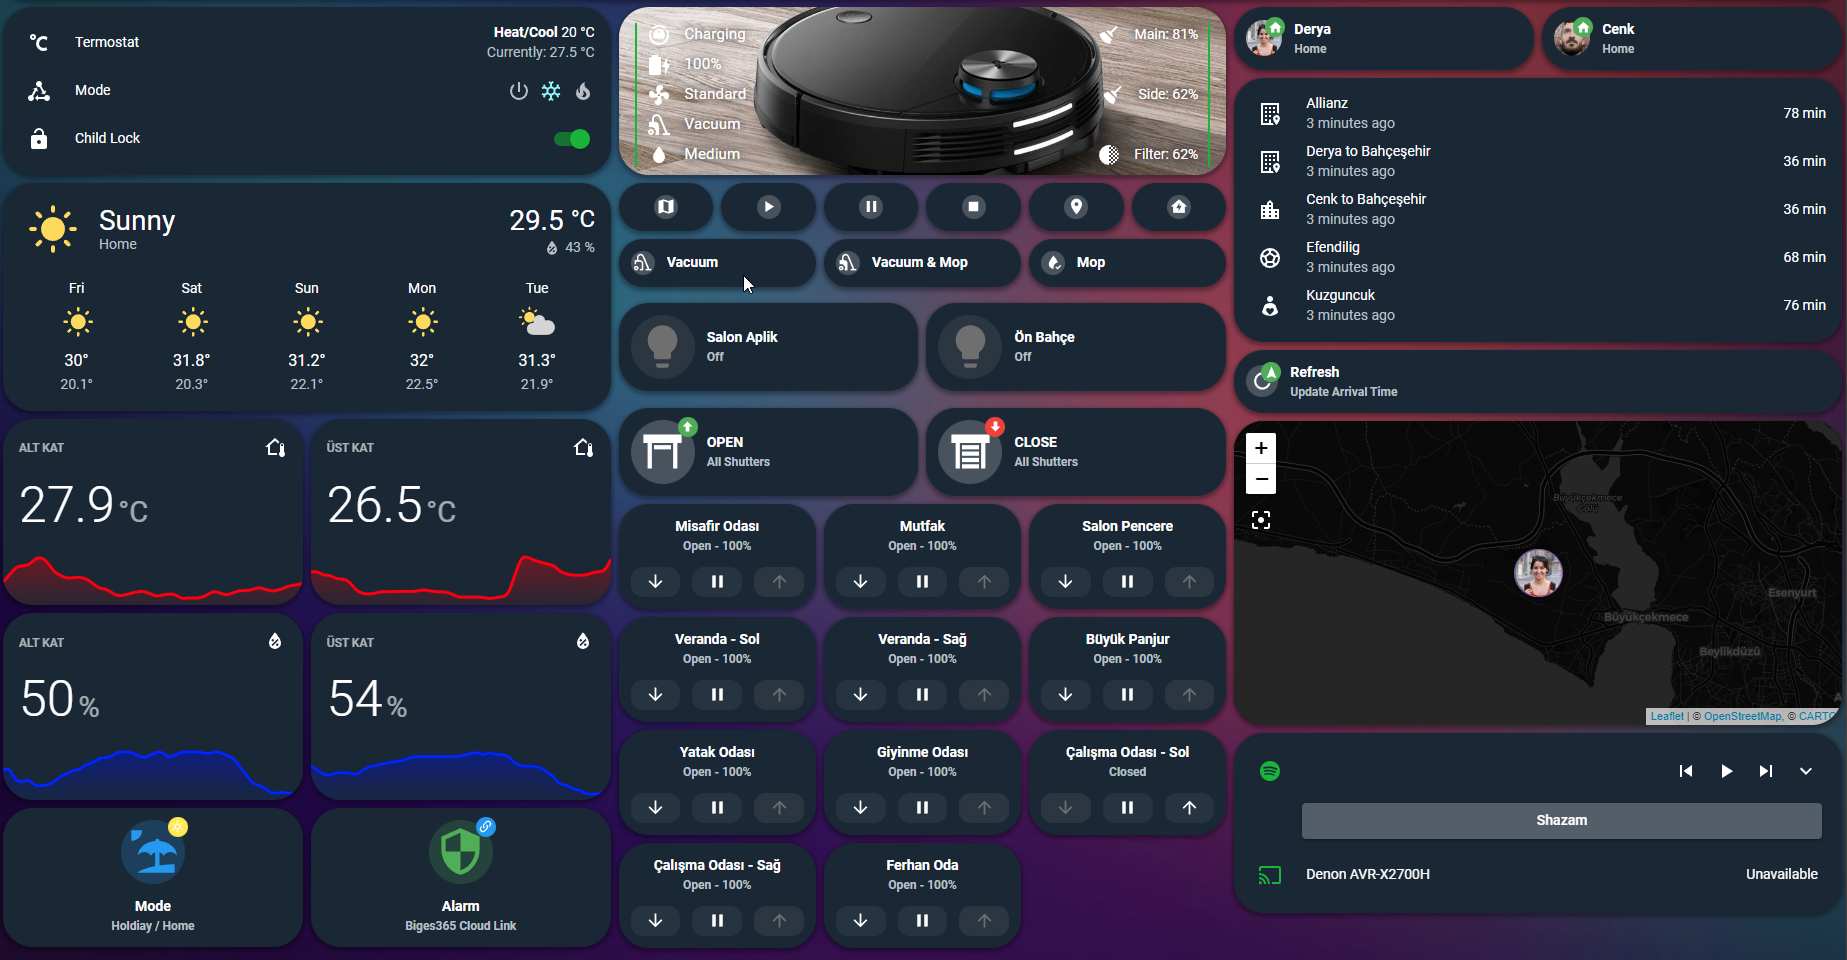 Termostat
Heat/Cool 20 °C
Currently: 27.5 °C
Mode
Child Lock
Sunny
Home
29.5 °C
43 %
Fri
Sat
Sun
Mon
Tue
30°
31.8°
31.2°
32°
31.3°
20.1°
20.3°
22.1°
22.5°
21.9°
ALT KAT
27.9 °C
ÜST KAT
26.5 °C
ALT KAT
50 %
ÜST KAT
54 %
Mode
Holdiay / Home
Alarm
Biges365 Cloud Link
Charging
100%
Standard
Vacuum
Medium
Main: 81%
Side: 62%
Filter: 62%
Vacuum
Vacuum & Mop
Mop
Salon Aplik
Off
Ön Bahçe
Off
OPEN
All Shutters
CLOSE
All Shutters
Misafir Odası
Open - 100%
Mutfak
Open - 100%
Salon Pencere
Open - 100%
Veranda - Sol
Open - 100%
Veranda - Sağ
Open - 100%
Büyük Panjur
Open - 100%
Yatak Odası
Open - 100%
Giyinme Odası
Open - 100%
Çalışma Odası - Sol
Closed
Çalışma Odası - Sağ
Open - 100%
Ferhan Oda
Open - 100%
Derya
Home
Cenk
Home
Allianz
3 minutes ago
78 min
Derya to Bahçeşehir
3 minutes ago
36 min
Cenk to Bahçeşehir
3 minutes ago
36 min
Efendilig
3 minutes ago
68 min
Kuzguncuk
3 minutes ago
76 min
Refresh
Update Arrival Time
+
−
Büyükçekmece
Gölü
Esenyurt
Büyükçekmece
Beylikdüzü
A
Leaflet | © OpenStreetMap, © CARTO
Shazam
Denon AVR-X2700H
Unavailable